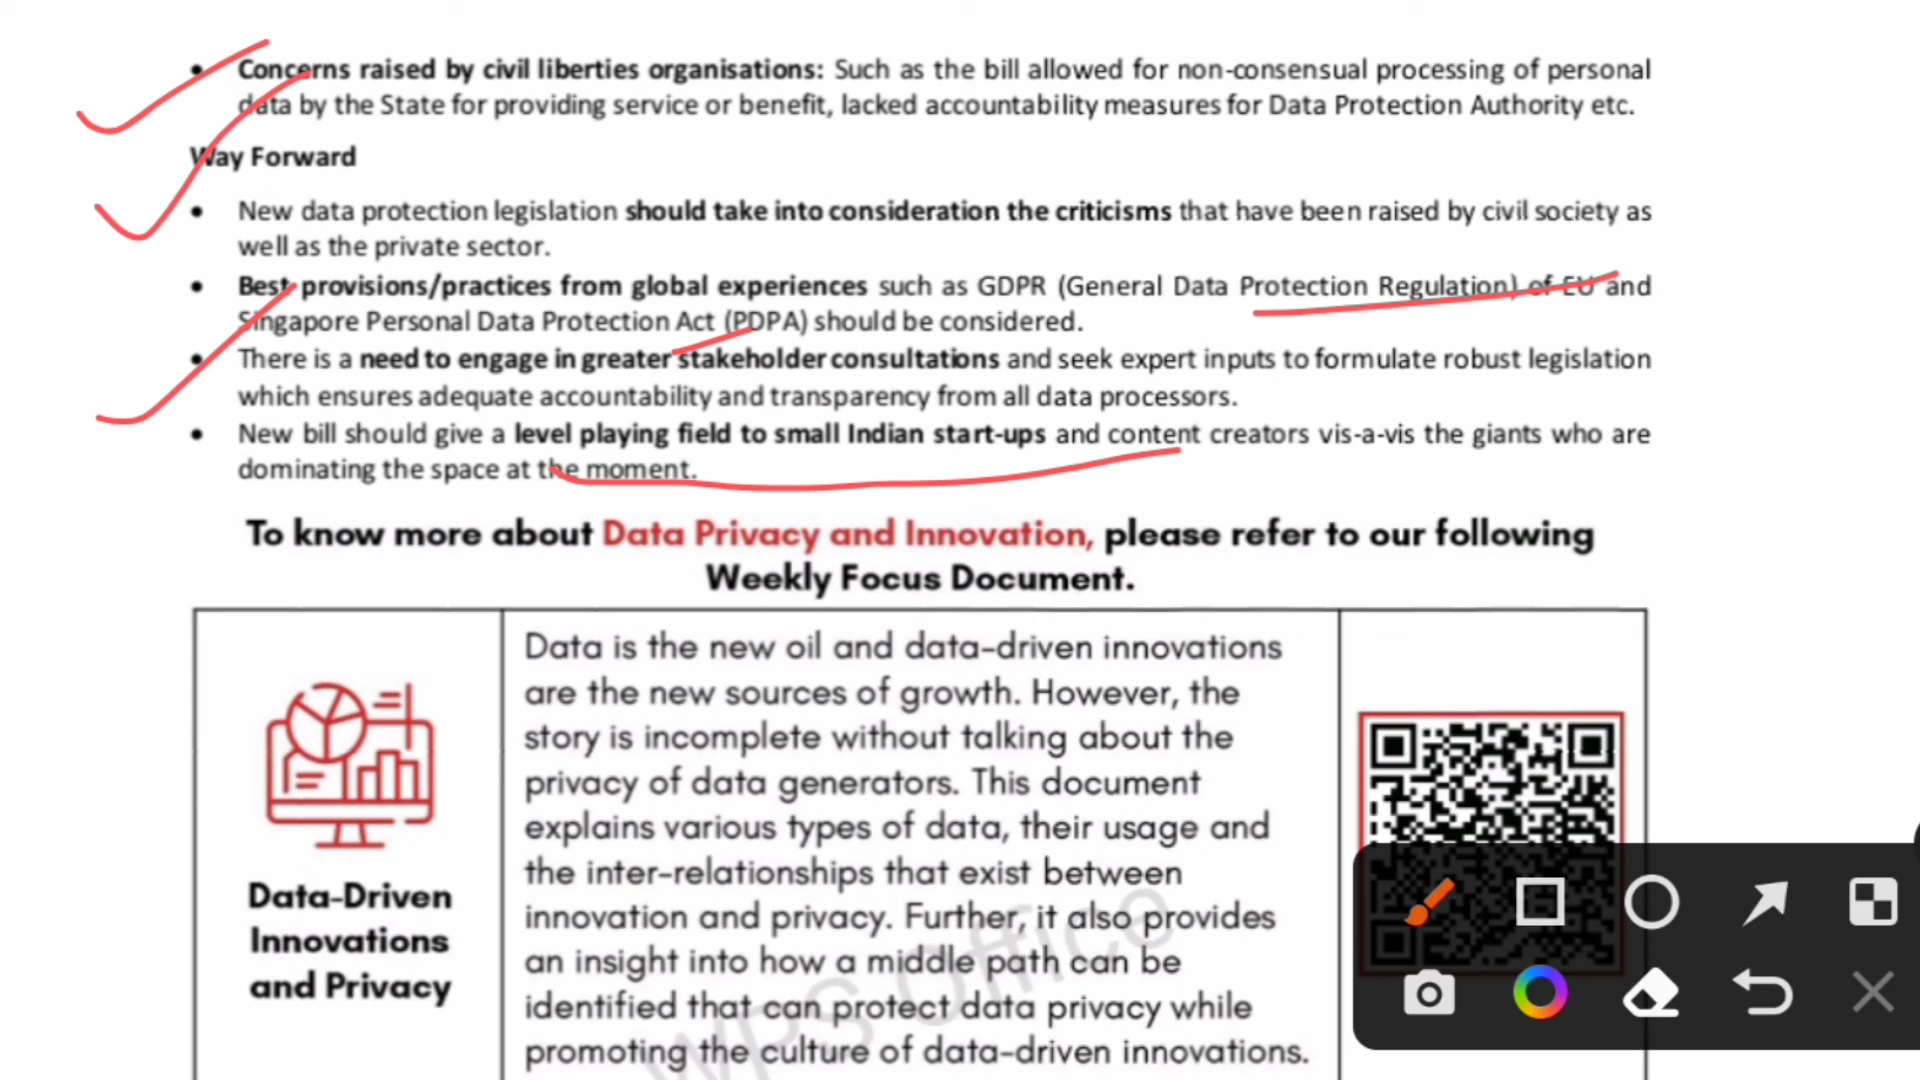 • Concerns raised by civil liberties organisations: Such as the bill allowed for non-consensual processing of personal
data by the State for providing service or benefit, lacked accountability measures for Data Protection Authority etc.
Way Forward
• New data protection legislation should take into consideration the criticisms that have been raised by civil society as
well as the private sector.
• Best provisions/practices from global experiences such as GDPR (General Data Protection Regulation) of EU and
Singapore Personal Data Protection Act (PDPA) should be considered.
• There is a need to engage in greater stakeholder consultations and seek expert inputs to formulate robust legislation
which ensures adequate accountability and transparency from all data processors.
• New bill should give a level playing field to small Indian start-ups and content creators vis-a-vis the giants who are
dominating the space at the moment.
To know more about Data Privacy and Innovation, please refer to our following
Weekly Focus Document.
Data-Driven
Innovations
and Privacy
Data is the new oil and data-driven innovations
are the new sources of growth. However, the
story is incomplete without talking about the
privacy of data generators. This document
explains various types of data, their usage and
the inter-relationships that exist between
innovation and privacy. Further, it also provides
an insight into how a middle path can be
identified that can protect data privacy while
promoting the culture of data-driven innovations.
WPS Office